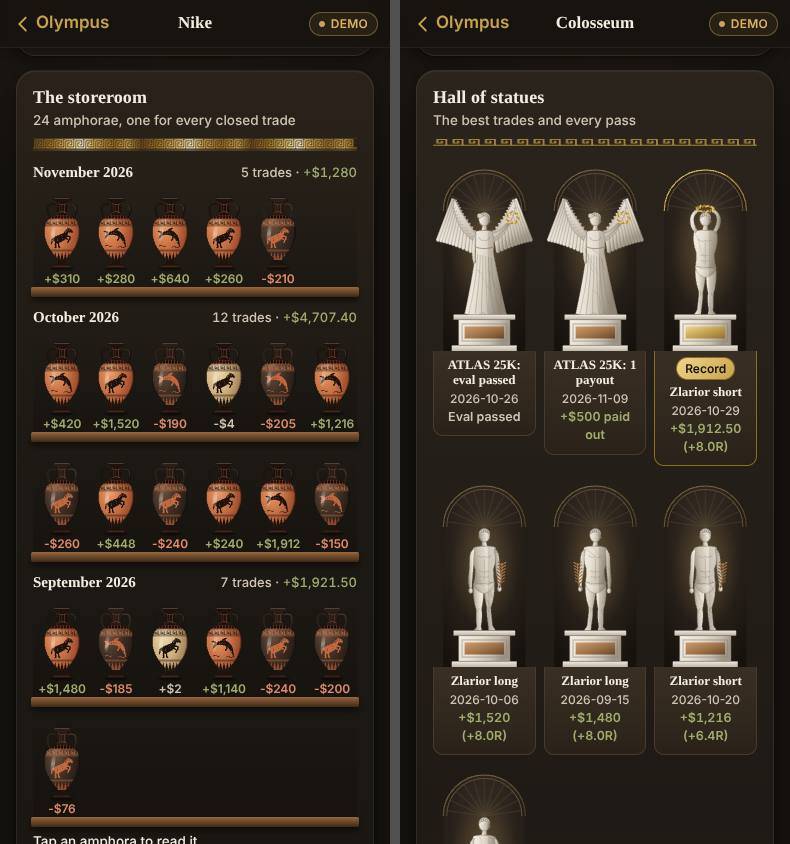 Olympus
Nike
DEMO
The storeroom
24 amphorae, one for every closed trade
November 2026
5 trades · +$1,280
+$310 +$280 +$640 +$260 -$210
October 2026
12 trades · +$4,707.40
+$420 +$1,520 -$190 -$4 -$205 +$1,216
-$260 +$448 -$240 +$240 +$1,912 -$150
September 2026
7 trades · +$1,921.50
+$1,480 -$185 +$2 +$1,140 -$240 -$200
-$76
Tap an amphora to read it
Olympus
Colosseum
DEMO
Hall of statues
The best trades and every pass
ATLAS 25K:
eval passed
2026-10-26
Eval passed
ATLAS 25K: 1
payout
2026-11-09
+$500 paid
out
Record
Zlarior short
2026-10-29
+$1,912.50
(+8.0R)
Zlarior long
2026-10-06
+$1,520
(+8.0R)
Zlarior long
2026-09-15
+$1,480
(+8.0R)
Zlarior short
2026-10-20
+$1,216
(+6.4R)